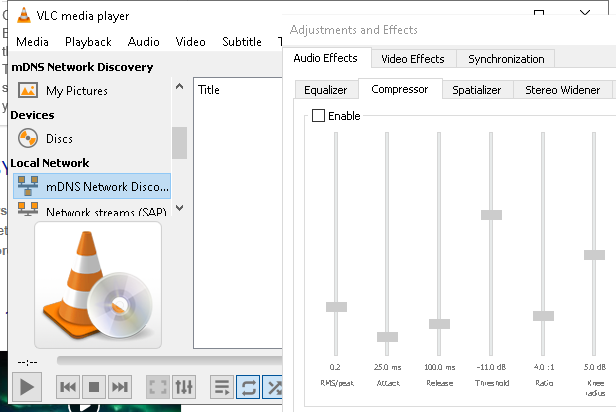 VLC media player
Media Playback Audio Video Subtitle T
mDNS Network Discovery
My Pictures
Devices
Discs
Local Network
mDNS Network Disco...
Network streams (SAP)
Title
--:--
Adjustments and Effects
Audio Effects Video Effects Synchronization
Equalizer Compressor Spatializer Stereo Widener
Enable
0.2 25.0 ms 100.0 ms -11.0 dB 4.0 :1 5.0 dB
RMS/peak Attack Release Threshold Ratio Knee
radius